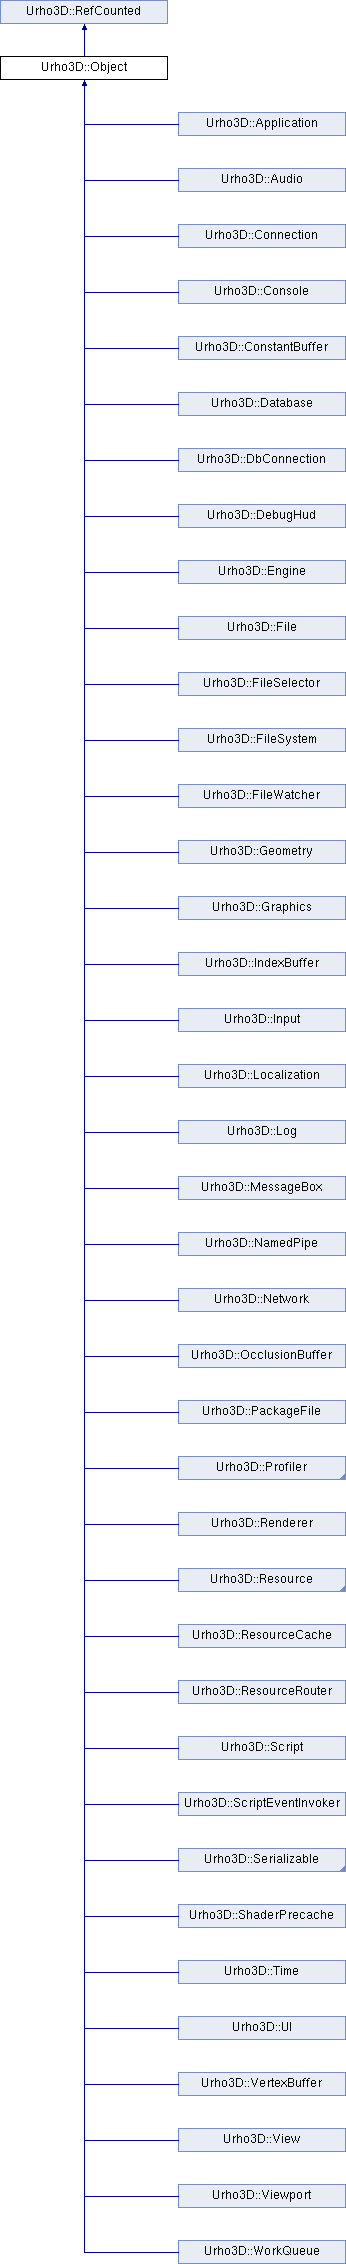 Urho3D::RefCounted
Urho3D::Object
Urho3D::Application
Urho3D::Audio
Urho3D::Connection
Urho3D::Console
Urho3D::ConstantBuffer
Urho3D::Database
Urho3D::DbConnection
Urho3D::DebugHud
Urho3D::Engine
Urho3D::File
Urho3D::FileSelector
Urho3D::FileSystem
Urho3D::FileWatcher
Urho3D::Geometry
Urho3D::Graphics
Urho3D::IndexBuffer
Urho3D::Input
Urho3D::Localization
Urho3D::Log
Urho3D::MessageBox
Urho3D::NamedPipe
Urho3D::Network
Urho3D::OcclusionBuffer
Urho3D::PackageFile
Urho3D::Profiler
Urho3D::Renderer
Urho3D::Resource
Urho3D::ResourceCache
Urho3D::ResourceRouter
Urho3D::Script
Urho3D::ScriptEventInvoker
Urho3D::Serializable
Urho3D::ShaderPrecache
Urho3D::Time
Urho3D::UI
Urho3D::VertexBuffer
Urho3D::View
Urho3D::Viewport
Urho3D::WorkQueue